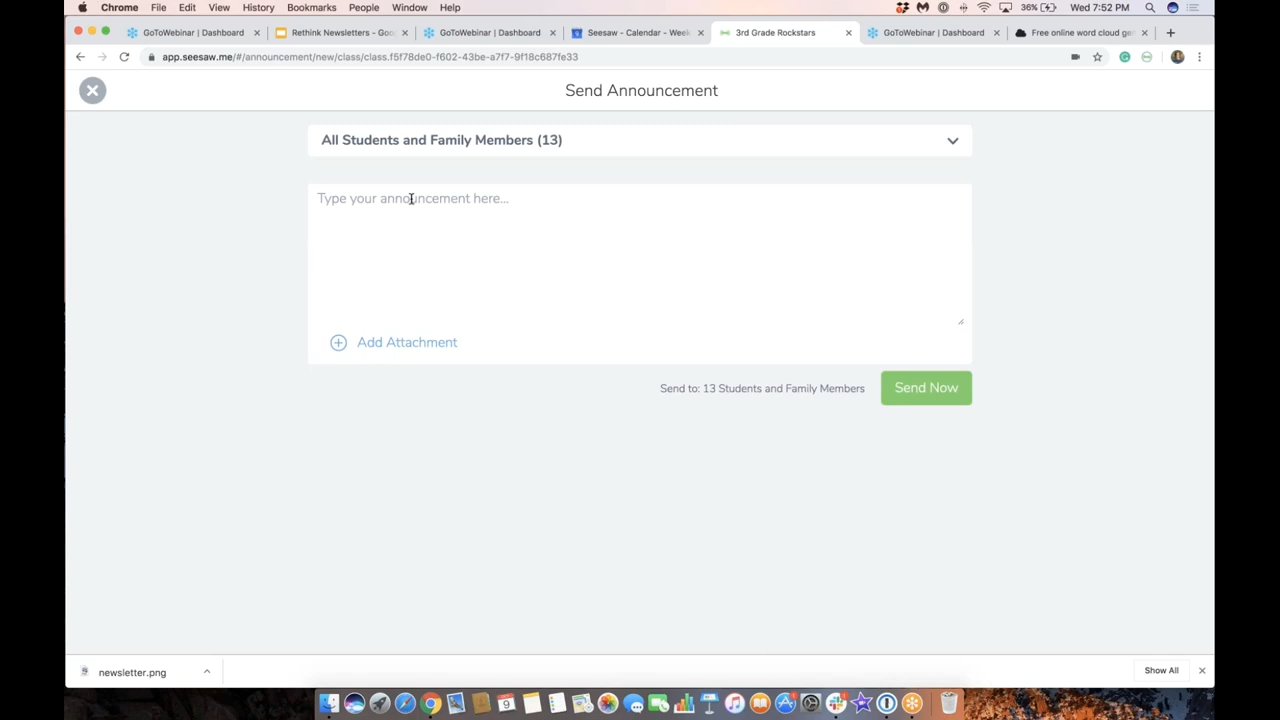 Chrome File Edit View History Bookmarks People Window Help 36% Wed 7:52 PM
GoToWebinar | Dashboard Rethink Newsletters - Goo GoToWebinar | Dashboard Seesaw - Calendar - Week 3rd Grade Rockstars GoToWebinar | Dashboard Free online word cloud ge
app.seesaw.me/#/announcement/new/class/class.f5f78de0-f602-43be-a7f7-9f18c687fe33
Send Announcement
All Students and Family Members (13)
Type your announcement here...
Add Attachment
Send to: 13 Students and Family Members Send Now
newsletter.png Show All
9